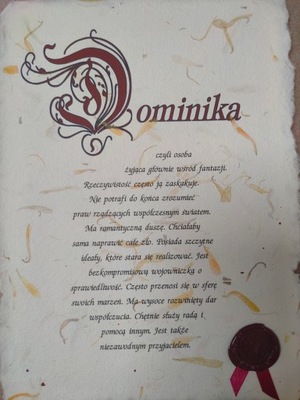 Dominika
czyli osoba
żyjąca głownie wśród fantazji.
Rzeczywistość często ją zaskakuje.
Nie potrafi do końca zrozumieć
praw rządzących współczesnym światem.
Ma romantyczną duszę. Chciałaby
sama naprawić całe zło. Posiada szczytne
ideały, które stara się realizować. Jest
bezkompromisową wojowniczką o
sprawiedliwość. Często przenosi się w sferę
swoich marzeń. Ma wysoce rozwinięty dar
współczucia. Chętnie służy radą i
pomocą innym. Jest także
niezawodnym przyjacielem.